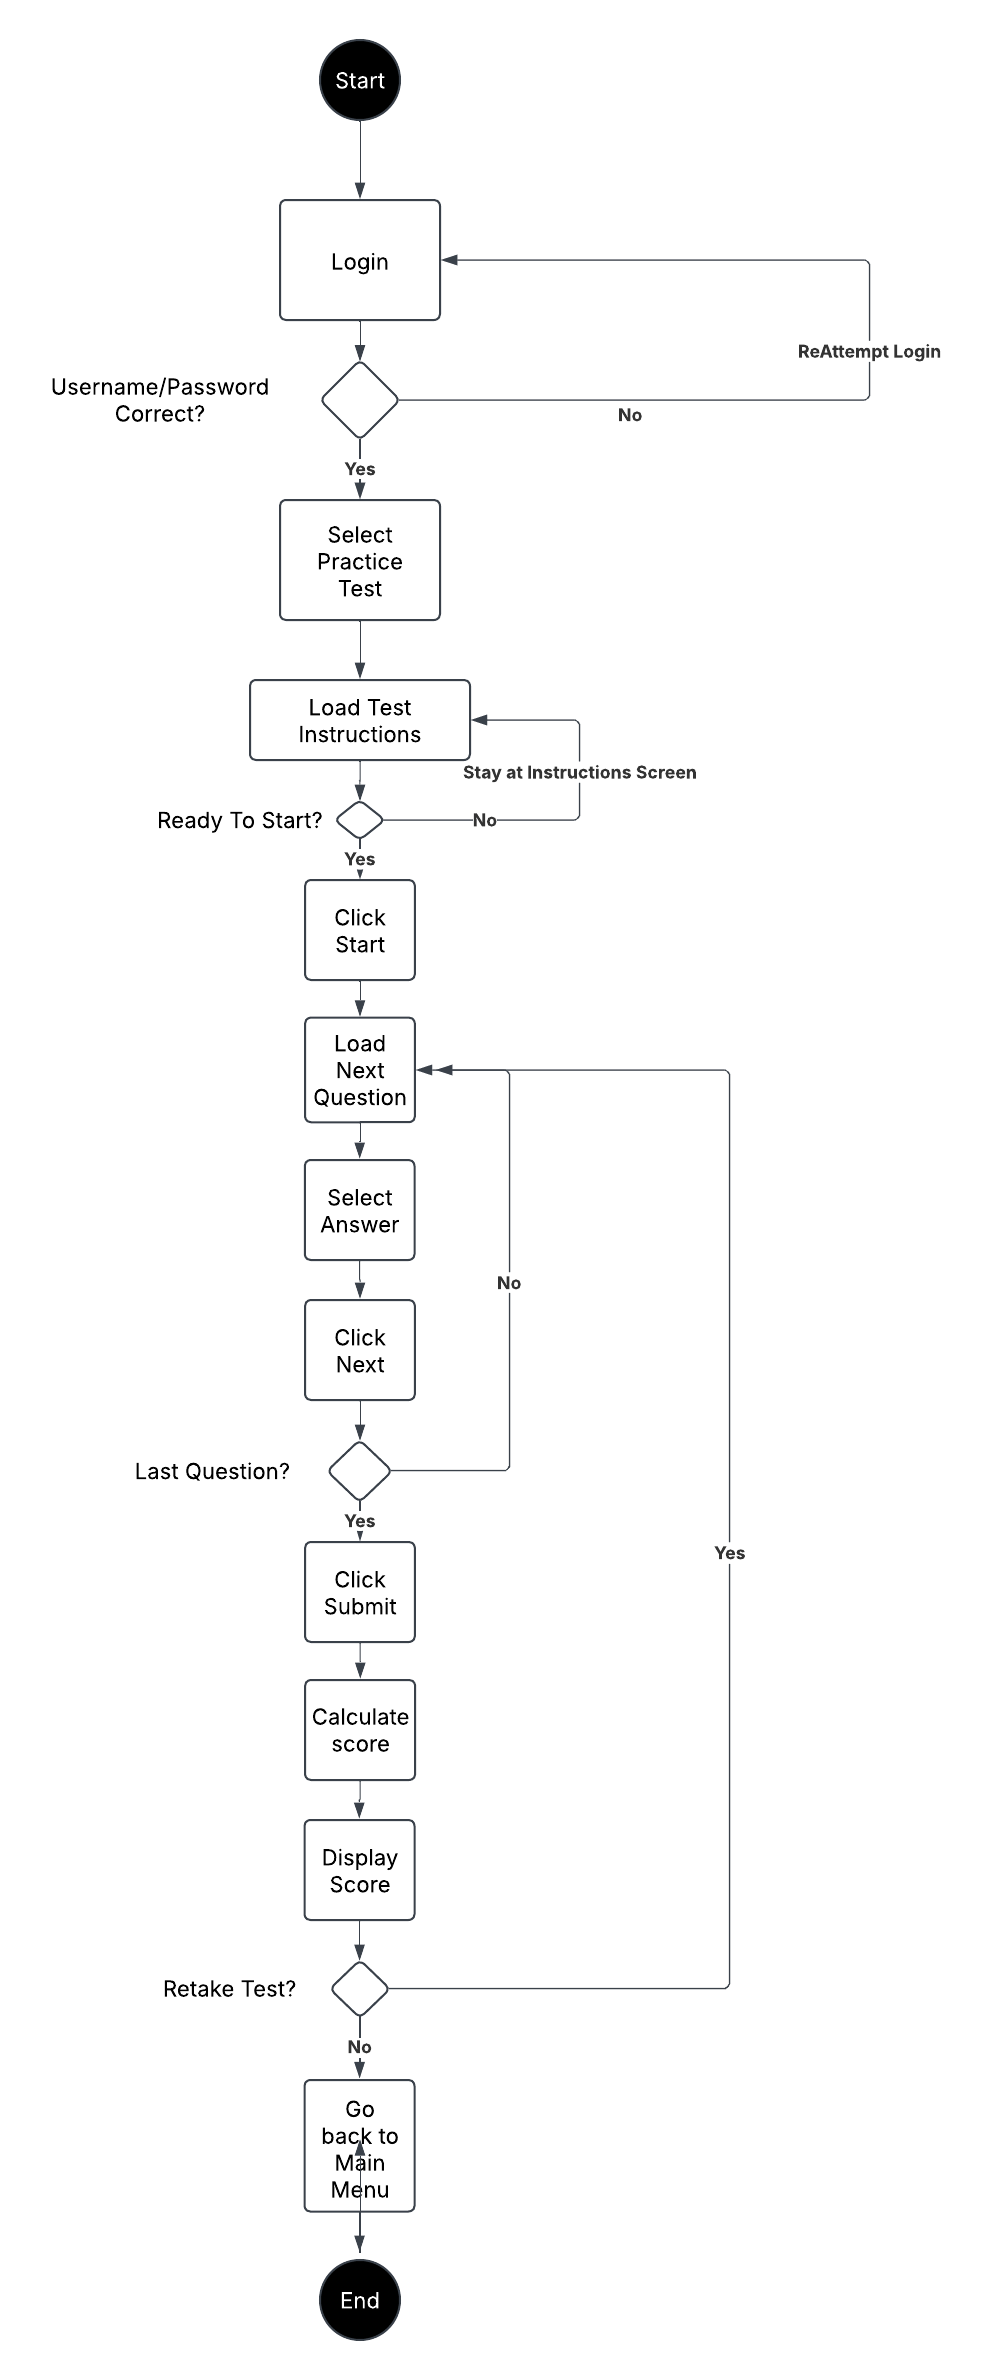 Start
Login
ReAttempt Login
Username/Password
Correct?
No
Yes
Select
Practice
Test
Load Test
Instructions
Stay at Instructions Screen
Ready To Start?
No
Yes
Click
Start
Load
Next
Question
Select
Answer
No
Click
Next
Last Question?
Yes
Yes
Click
Submit
Calculate
score
Display
Score
Retake Test?
No
Go
back to
Main
Menu
End